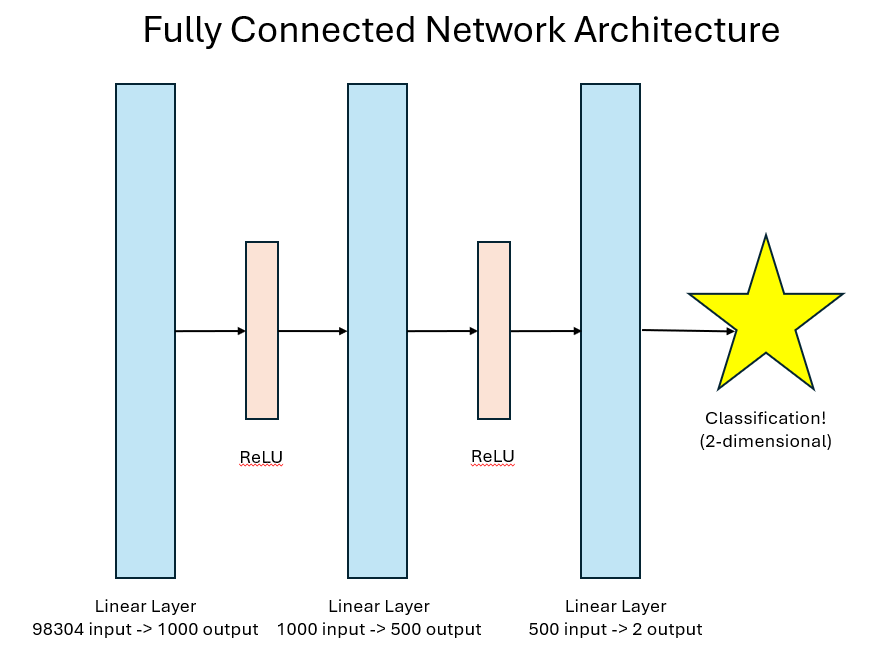 Fully Connected Network Architecture
ReLU
ReLU
Classification!
(2-dimensional)
Linear Layer
98304 input -> 1000 output
Linear Layer
1000 input -> 500 output
Linear Layer
500 input -> 2 output